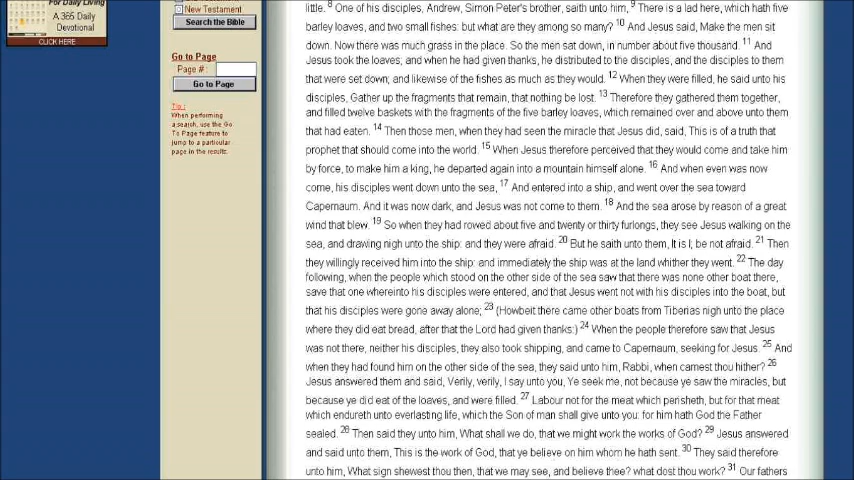 For Daily Living
A 365 Daily
Devotional
CLICK HERE
New Testament
Search the Bible
Go to Page
Page #:
Go to Page
Tip:
When performing
a search, use the Go
To Page feature to
jump to a particular
page in the results.
little. 8 One of his disciples, Andrew, Simon Peter's brother, saith unto him, 9 There is a lad here, which hath five
barley loaves, and two small fishes: but what are they among so many? 10 And Jesus said, Make the men sit
down. Now there was much grass in the place. So the men sat down, in number about five thousand. 11 And
Jesus took the loaves; and when he had given thanks, he distributed to the disciples, and the disciples to them
that were set down; and likewise of the fishes as much as they would. 12 When they were filled, he said unto his
disciples, Gather up the fragments that remain, that nothing be lost. 13 Therefore they gathered them together,
and filled twelve baskets with the fragments of the five barley loaves, which remained over and above unto them
that had eaten. 14 Then those men, when they had seen the miracle that Jesus did, said, This is of a truth that
prophet that should come into the world. 15 When Jesus therefore perceived that they would come and take him
by force, to make him a king, he departed again into a mountain himself alone. 16 And when even was now
come, his disciples went down unto the sea, 17 And entered into a ship, and went over the sea toward
Capernaum. And it was now dark, and Jesus was not come to them. 18 And the sea arose by reason of a great
wind that blew. 19 So when they had rowed about five and twenty or thirty furlongs, they see Jesus walking on the
sea, and drawing nigh unto the ship: and they were afraid. 20 But he saith unto them, It is I; be not afraid. 21 Then
they willingly received him into the ship: and immediately the ship was at the land whither they went. 22 The day
following, when the people which stood on the other side of the sea saw that there was none other boat there,
save that one whereinto his disciples were entered, and that Jesus went not with his disciples into the boat, but
that his disciples were gone away alone; 23 (Howbeit there came other boats from Tiberias nigh unto the place
where they did eat bread, after that the Lord had given thanks:) 24 When the people therefore saw that Jesus
was not there, neither his disciples, they also took shipping, and came to Capernaum, seeking for Jesus. 25 And
when they had found him on the other side of the sea, they said unto him, Rabbi, when camest thou hither? 26
Jesus answered them and said, Verily, verily, I say unto you, Ye seek me, not because ye saw the miracles, but
because ye did eat of the loaves, and were filled. 27 Labour not for the meat which perisheth, but for that meat
which endureth unto everlasting life, which the Son of man shall give unto you: for him hath God the Father
sealed. 28 Then said they unto him, What shall we do, that we might work the works of God? 29 Jesus answered
and said unto them, This is the work of God, that ye believe on him whom he hath sent. 30 They said therefore
unto him, What sign shewest thou then, that we may see, and believe thee? what dost thou work? 31 Our fathers